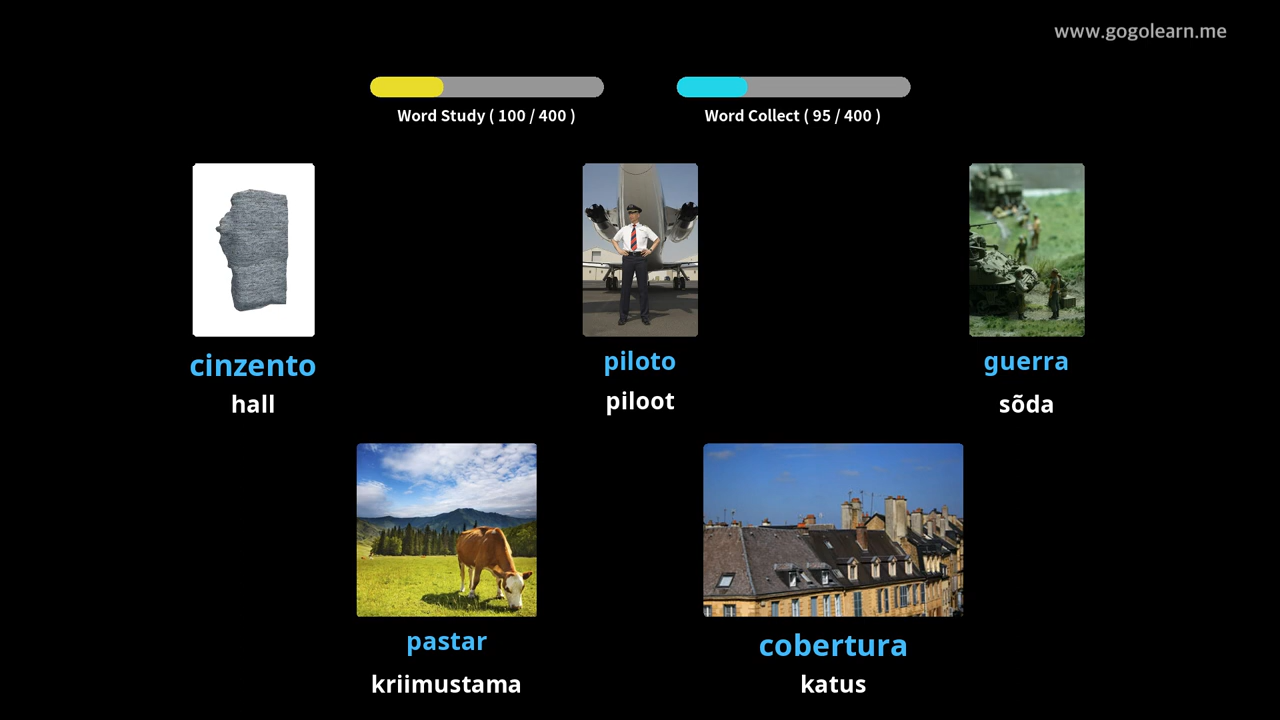 www.gogolearn.me
Word Study ( 100 / 400 )
Word Collect ( 95 / 400 )
cinzento
hall
piloto
piloot
guerra
sõda
pastar
kriimustama
cobertura
katus